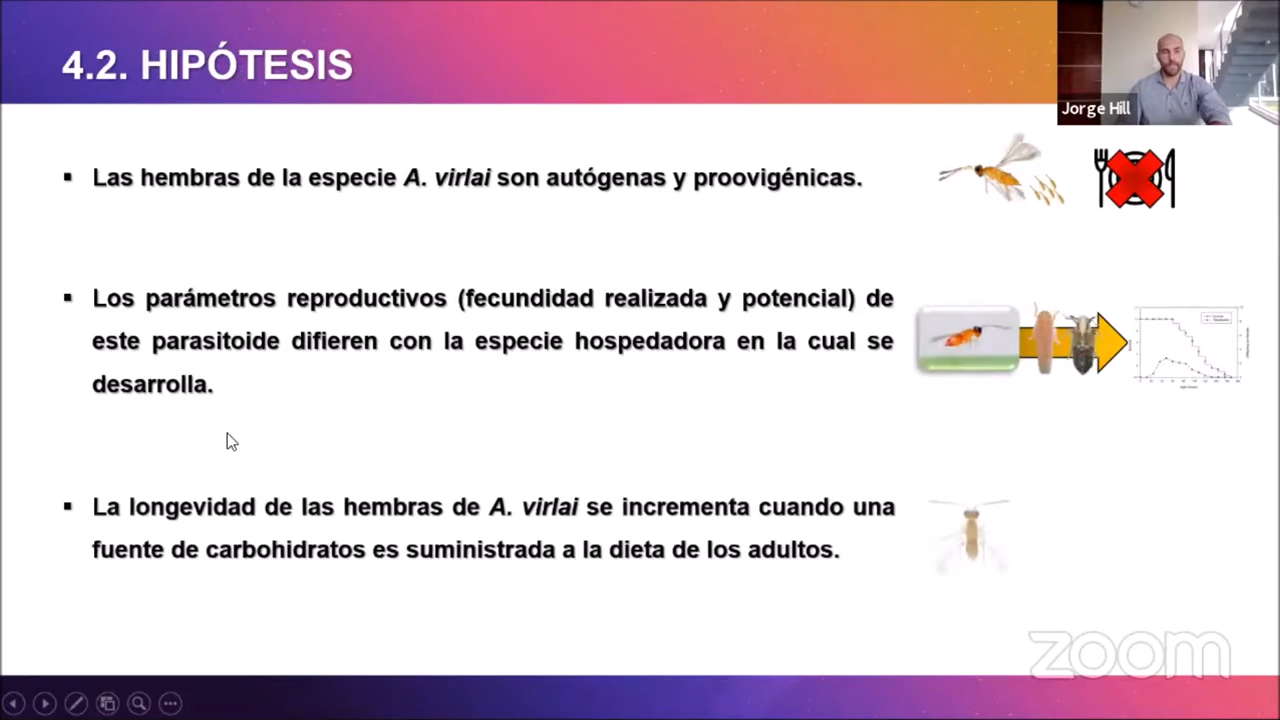 4.2. HIPÓTESIS
Jorge Hill
▪ Las hembras de la especie A. virlai son autógenas y proovigénicas.
▪ Los parámetros reproductivos (fecundidad realizada y potencial) de
este parasitoide difieren con la especie hospedadora en la cual se
desarrolla.
▪ La longevidad de las hembras de A. virlai se incrementa cuando una
fuente de carbohidratos es suministrada a la dieta de los adultos.
zoom